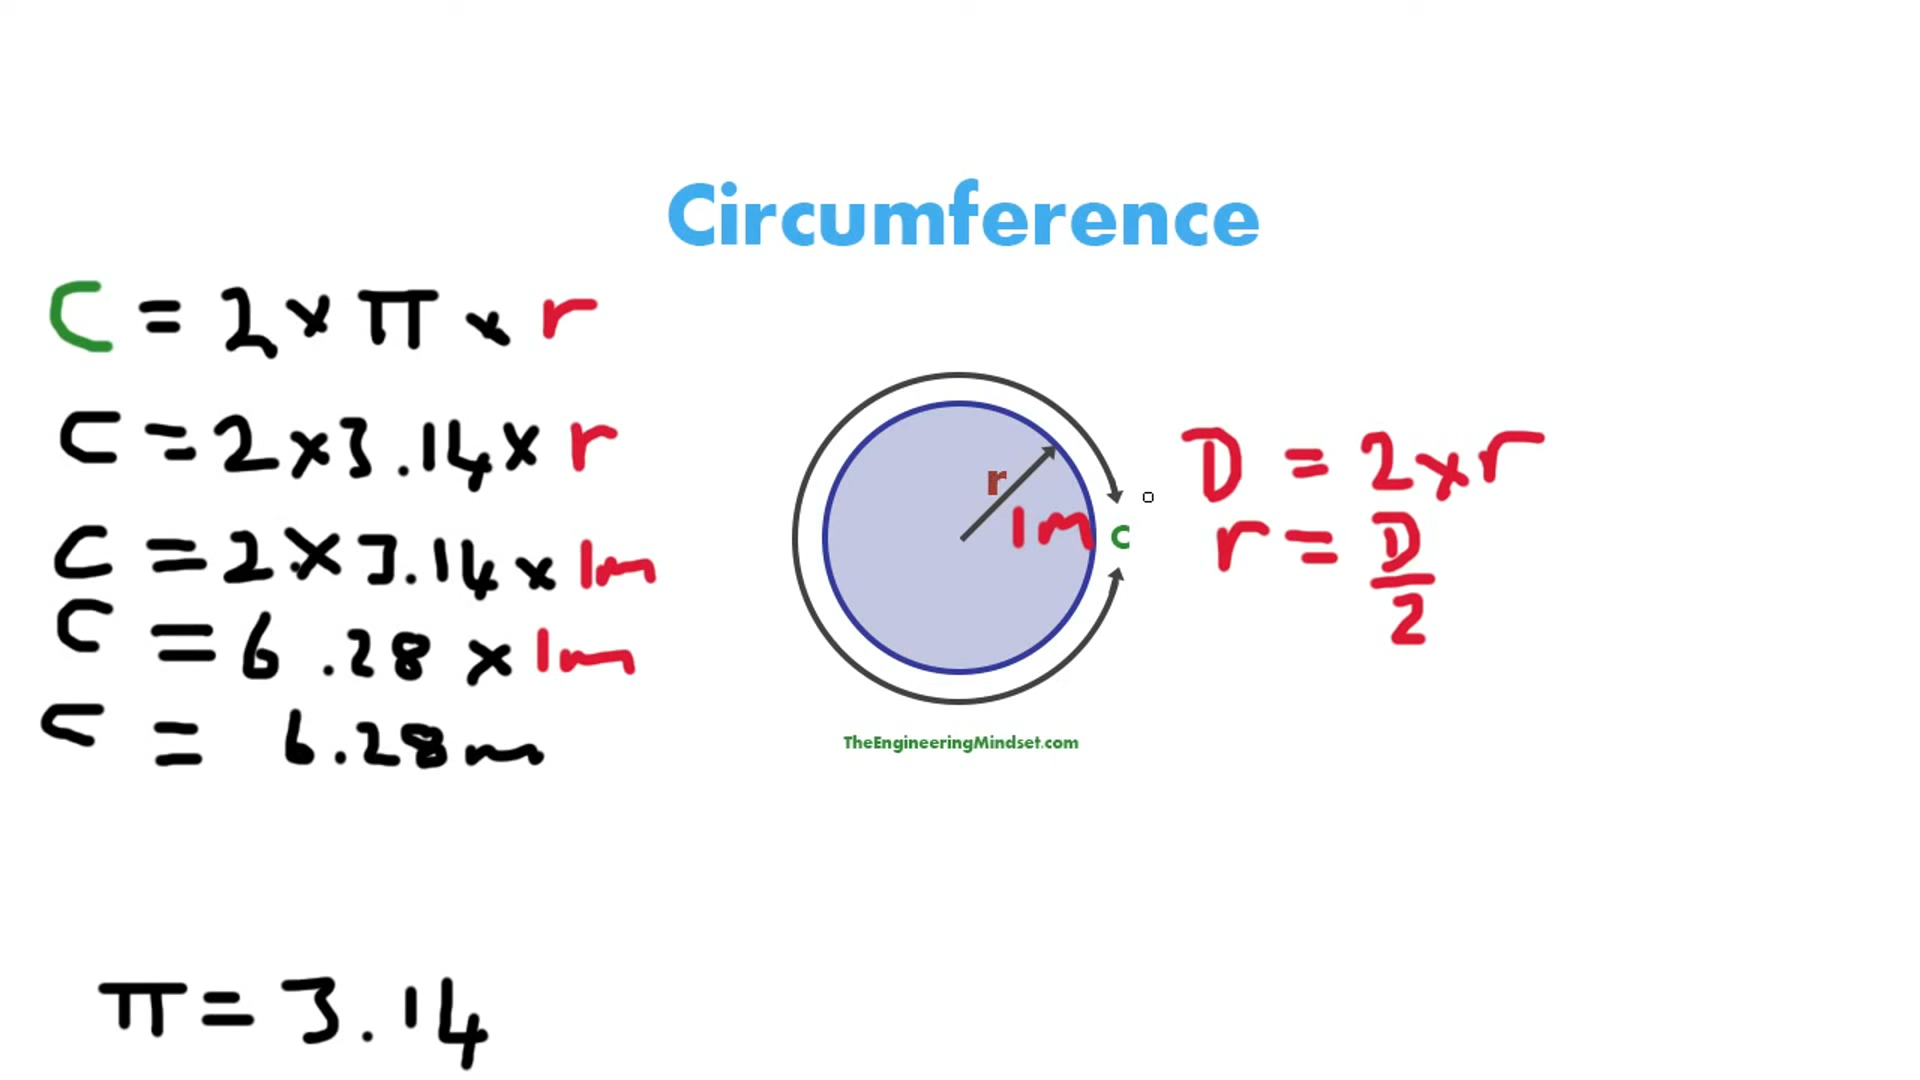 Circumference
C = 2 × π × r
C = 2 × 3.14 × r
C = 2 × 3.14 × 1m
C = 6.28 × 1m
C = 6.28m
π = 3.14
r
1m
c
D = 2 × r
r = D/2
TheEngineeringMindset.com